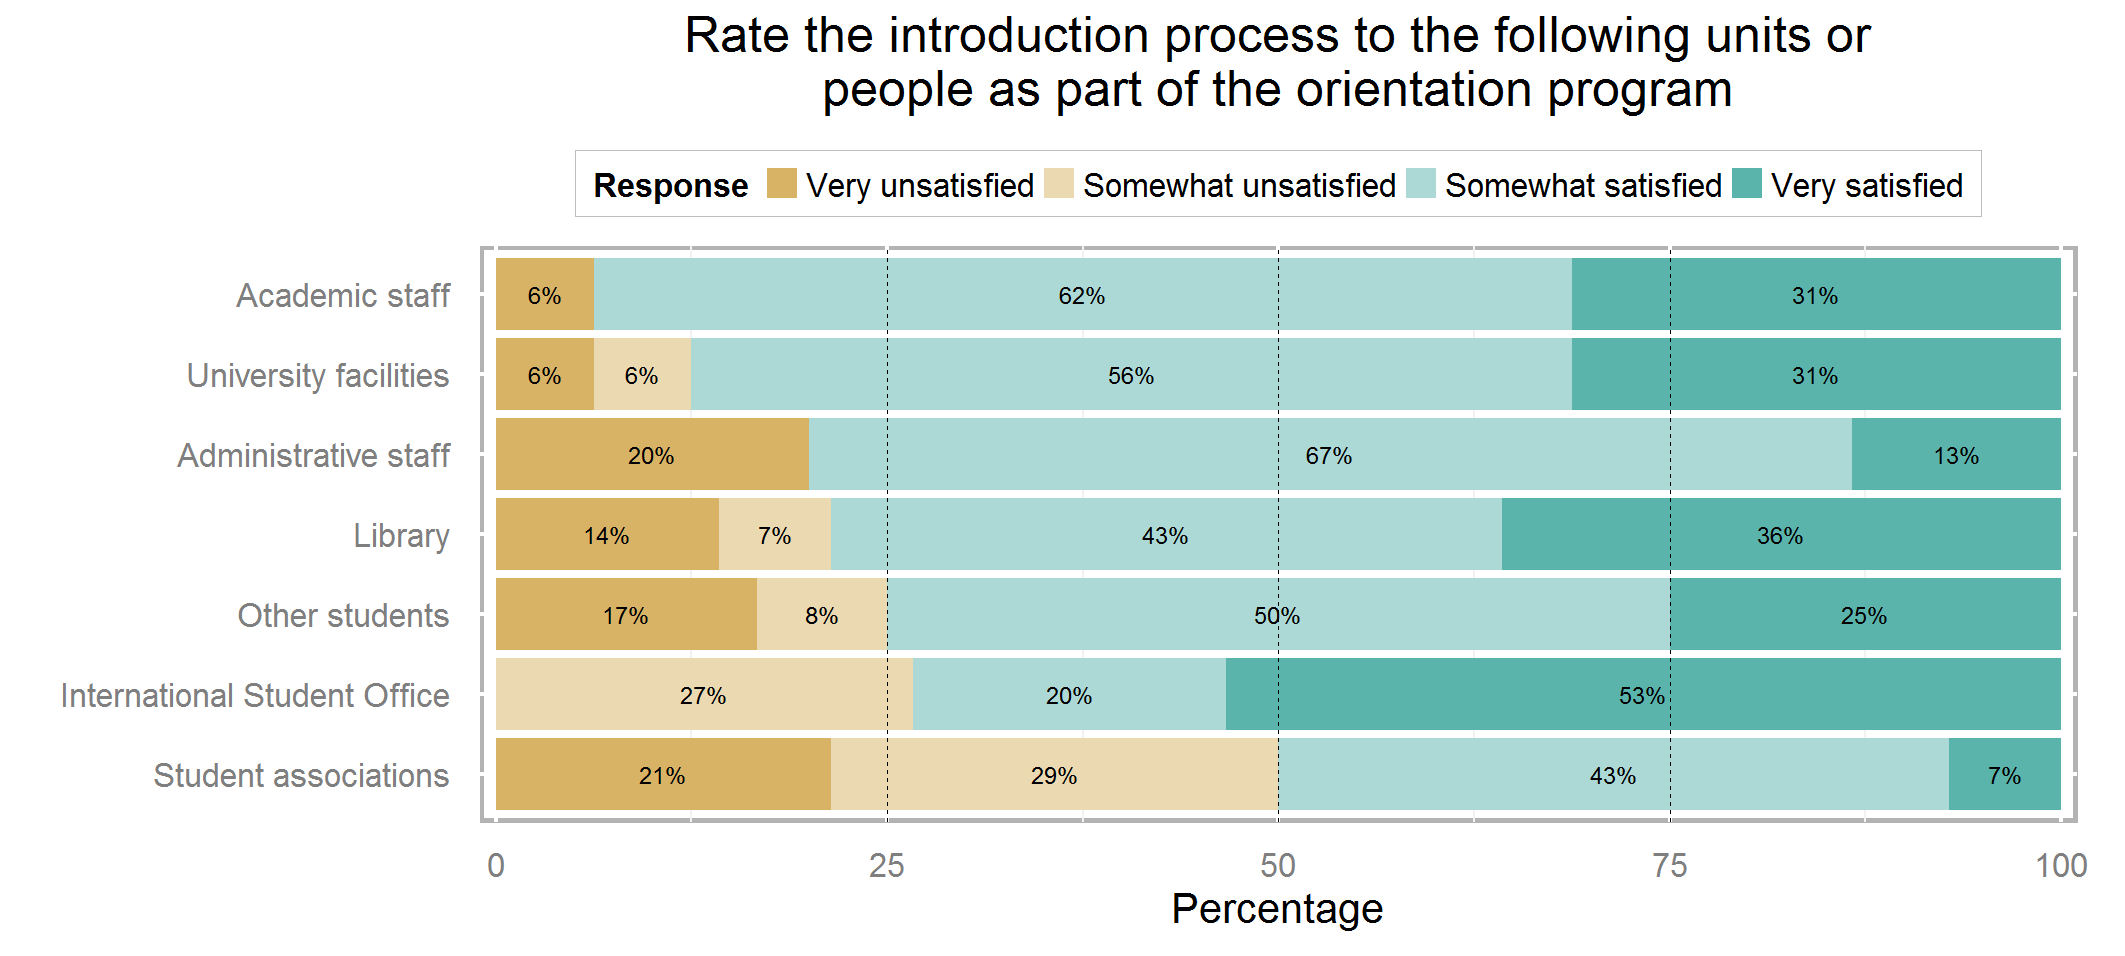 Rate the introduction process to the following units or
people as part of the orientation program
Response Very unsatisfied Somewhat unsatisfied Somewhat satisfied Very satisfied
Academic staff 6% 62% 31%
University facilities 6% 6% 56% 31%
Administrative staff 20% 67% 13%
Library 14% 7% 43% 36%
Other students 17% 8% 50% 25%
International Student Office 27% 20% 53%
Student associations 21% 29% 43% 7%
0 25 50 75 100
Percentage